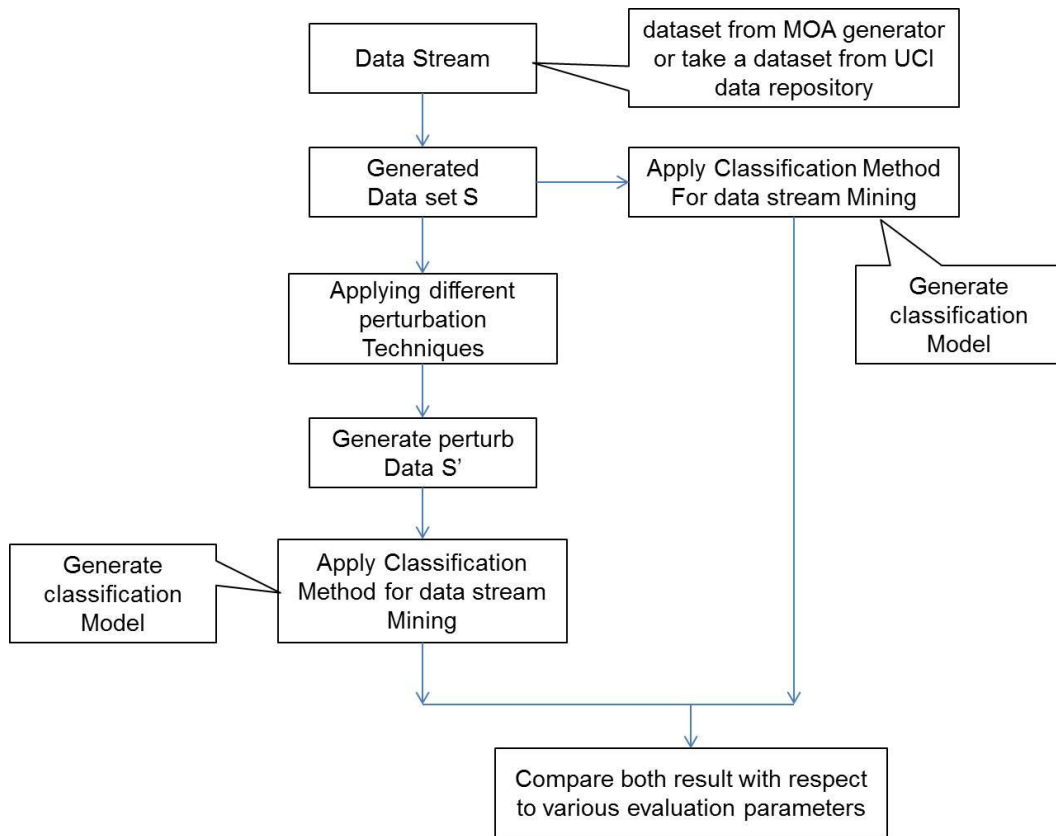 Data Stream
dataset from MOA generator
or take a dataset from UCI
data repository
Generated
Data set S
Apply Classification Method
For data stream Mining
Applying different
perturbation
Techniques
Generate
classification
Model
Generate perturb
Data S’
Generate
classification
Model
Apply Classification
Method for data stream
Mining
Compare both result with respect
to various evaluation parameters